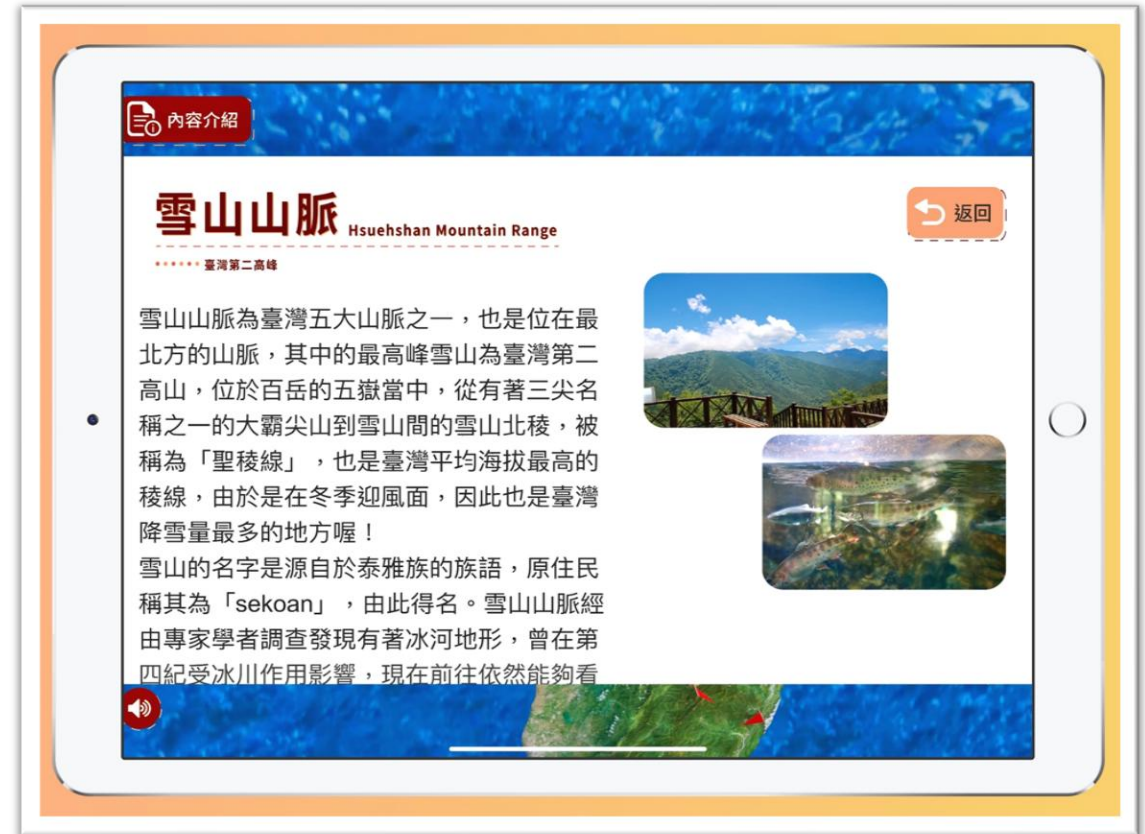 內容介紹
雪山山脈 Hsuehshan Mountain Range
返回
臺灣第二高峰
雪山山脈為臺灣五大山脈之一，也是位在最
北方的山脈，其中的最高峰雪山為臺灣第二
高山，位於百岳的五嶽當中，從有著三尖名
稱之一的大霸尖山到雪山間的雪山北稜，被
稱為「聖稜線」，也是臺灣平均海拔最高的
稜線，由於是在冬季迎風面，因此也是臺灣
降雪量最多的地方喔！
雪山的名字是源自於泰雅族的族語，原住民
稱其為「sekoan」，由此得名。雪山山脈經
由專家學者調查發現有著冰河地形，曾在第
四紀受冰川作用影響，現在前往依然能夠看